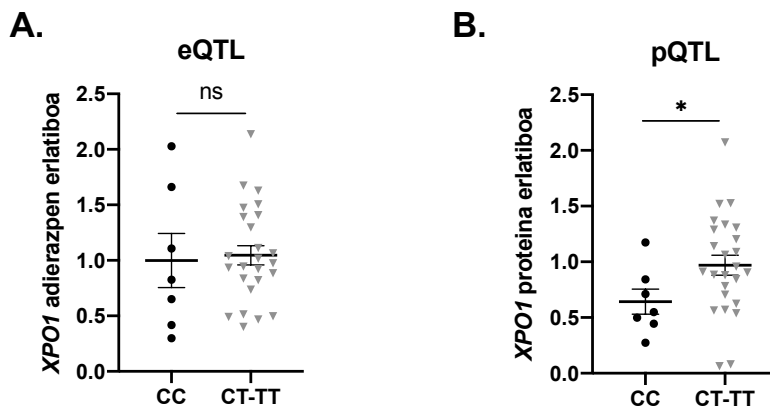 A.
eQTL
ns
XPO1 adierazpen erlatiboa
2.5
2.0
1.5
1.0
0.5
0.0
CC
CT-TT
B.
pQTL
*
XPO1 proteina erlatiboa
2.5
2.0
1.5
1.0
0.5
0.0
CC
CT-TT